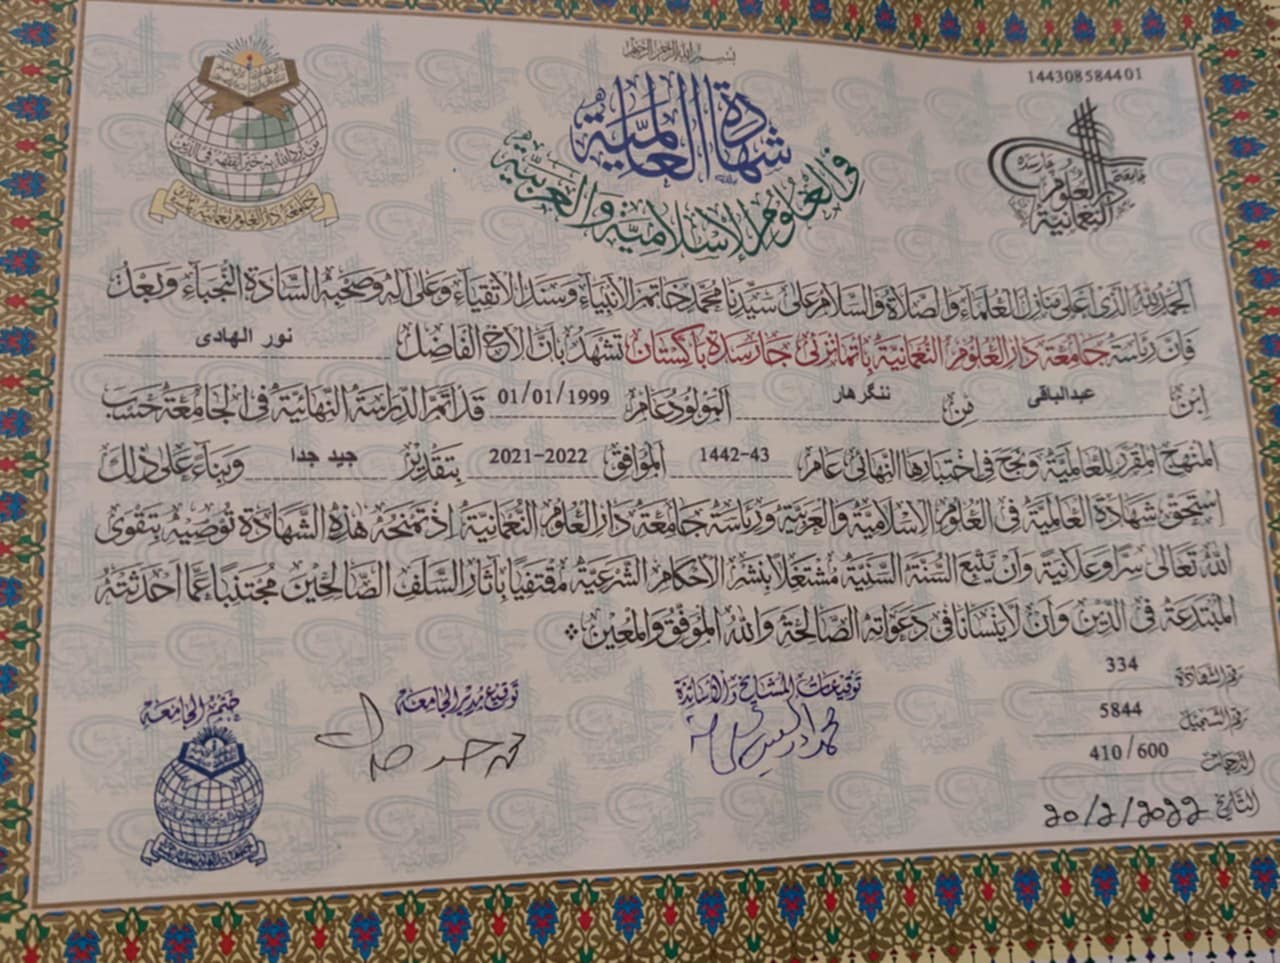 بسم الله الرحمن الرحيم
144308584401
شهادة العالمية
في العلوم الإسلامية والعربية
جامعة دار العلوم النعمانية
چارسده
الحمد لله الذي أعلى منازل العلماء والصلاة والسلام على سيدنا محمد خاتم الأنبياء وسند الأتقياء وعلى آله وصحبه السادة النجباء وبعد
فإن رئاسة جامعة دار العلوم النعمانية باتمانزئي جارسدة باكستان تشهد بأن الأخ الفاضل نور الهادى
ابن عبدالباقى من ننگرهار المولود عام 01/01/1999 قد أتم الدراسة النهائية في الجامعة حسب
المنهج المقرر للعالمية ونجح في اختبارها النهائي عام 1442-43 الموافق 2021-2022 بتقدير جيد جدا وبناء على ذلك
استحق شهادة العالمية في العلوم الإسلامية والعربية ورئاسة جامعة دار العلوم النعمانية إذ تمنحه هذه الشهادة توصيه بتقوى
الله تعالى سرا وعلانية وأن يتبع السنة السنية مشتغلا بنشر الأحكام الشرعية مقتفيا بآثار السلف الصالحين مجتنبا عما أحدثته
المبتدعة في الدين وأن لا ينسانا في دعواته الصالحة والله الموفق والمعين
رقم الشهادة 334
رقم التسجيل 5844
الدرجات 410/600
التاريخ 20/2/2022
توقيعات المشايخ والأساتذة
توقيع مدير الجامعة
ختم الجامعة